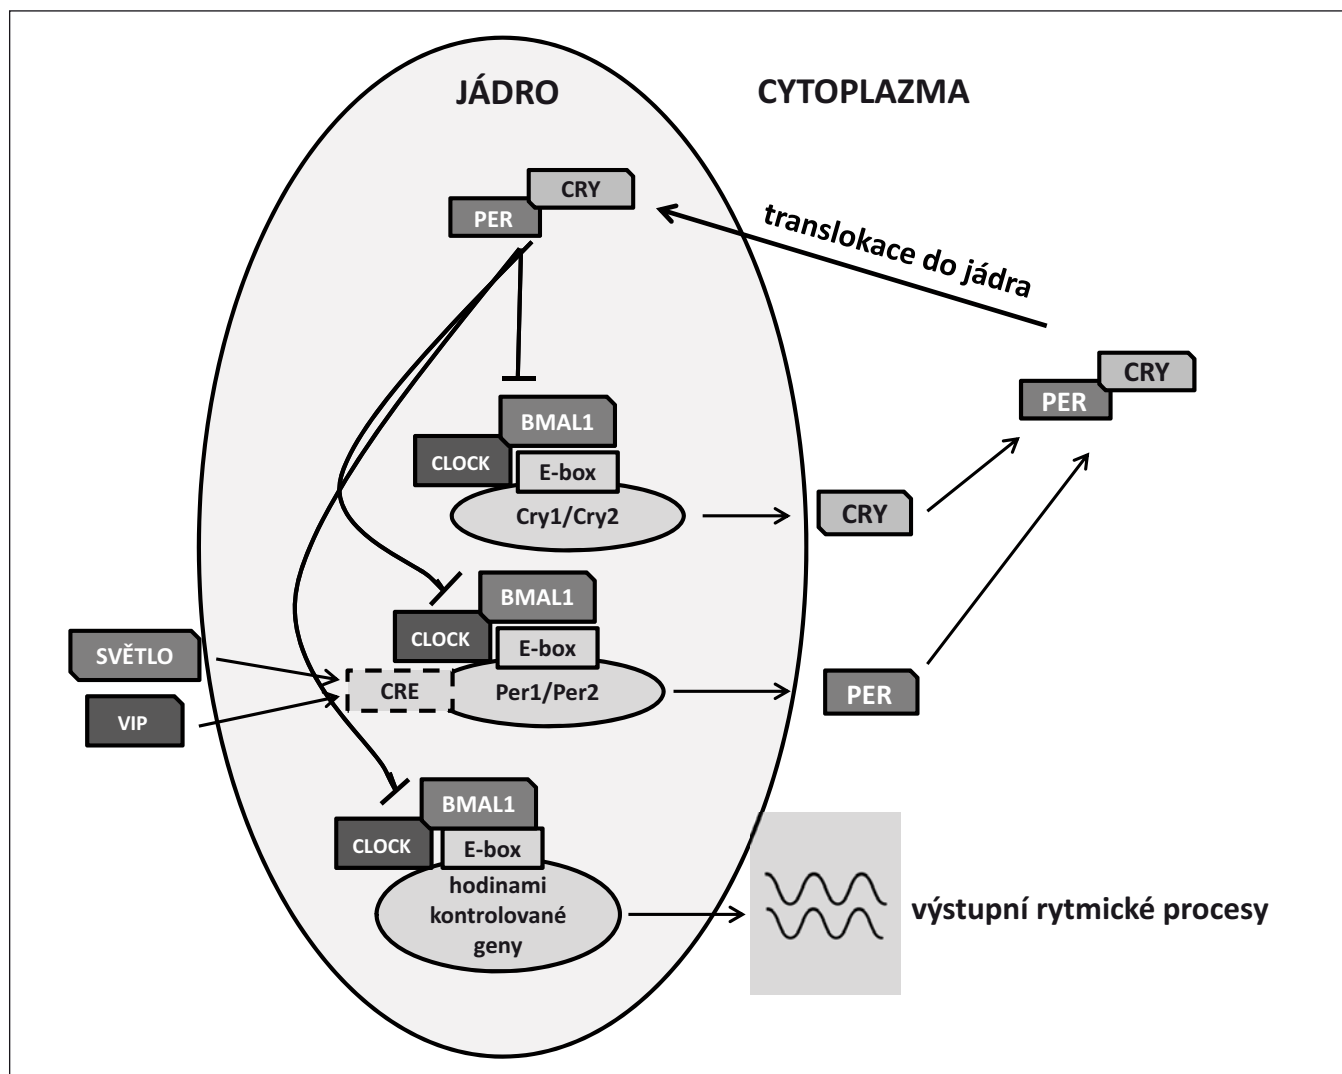 JÁDRO
CYTOPLAZMA
CRY
PER
translokace do jádra
CRY
PER
BMAL1
CLOCK
E-box
Cry1/Cry2
CRY
BMAL1
CLOCK
E-box
SVĚTLO
CRE
Per1/Per2
PER
VIP
BMAL1
CLOCK
E-box
hodinami
kontrolované
geny
výstupní rytmické procesy